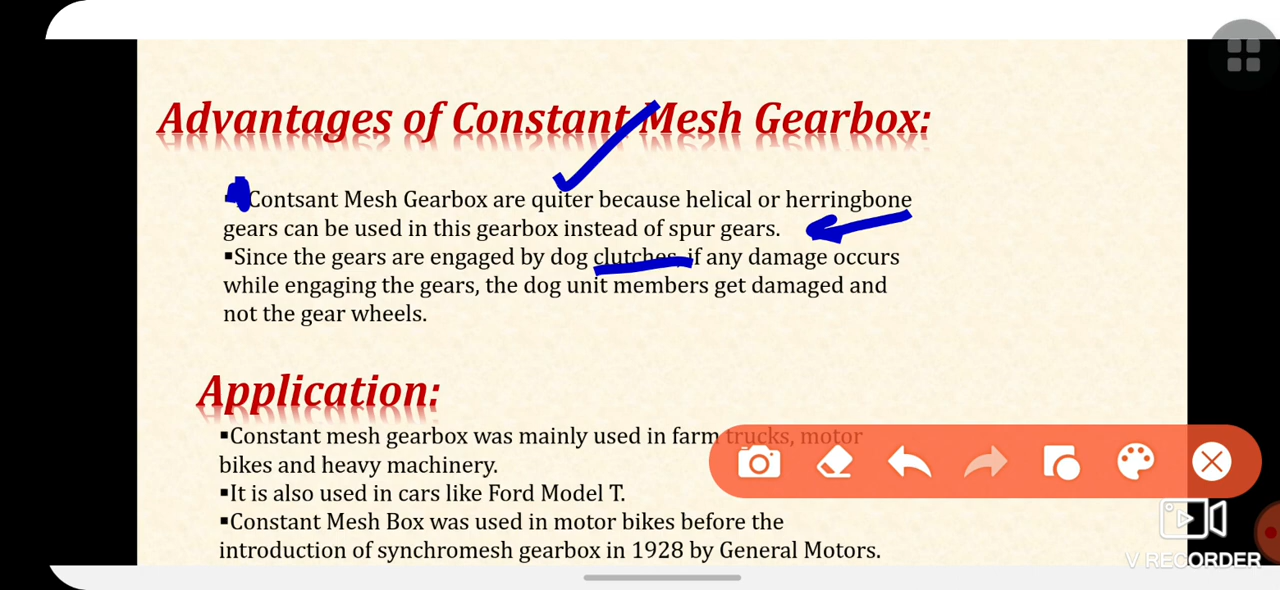 Advantages of Constant Mesh Gearbox:
▪Contsant Mesh Gearbox are quiter because helical or herringbone
gears can be used in this gearbox instead of spur gears.
▪Since the gears are engaged by dog clutches, if any damage occurs
while engaging the gears, the dog unit members get damaged and
not the gear wheels.
Application:
▪Constant mesh gearbox was mainly used in farm trucks, motor
bikes and heavy machinery.
▪It is also used in cars like Ford Model T.
▪Constant Mesh Box was used in motor bikes before the
introduction of synchromesh gearbox in 1928 by General Motors.
V RECORDER